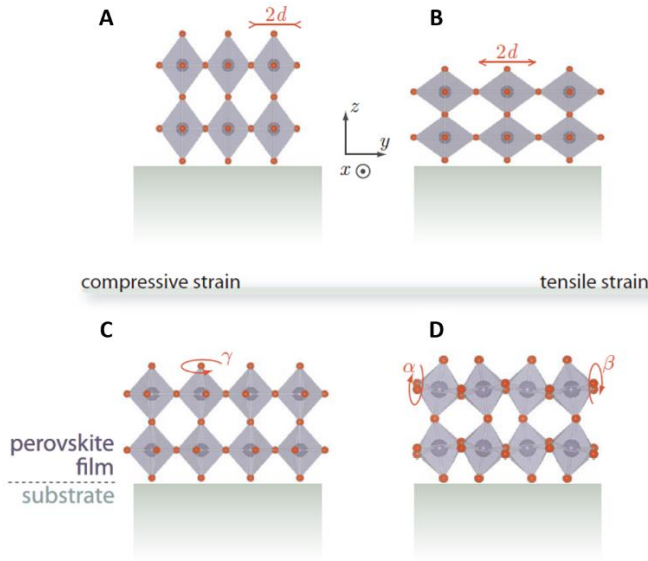 A
2d
B
2d
z
y
x
compressive strain
tensile strain
C
γ
D
α
β
perovskite
film
substrate